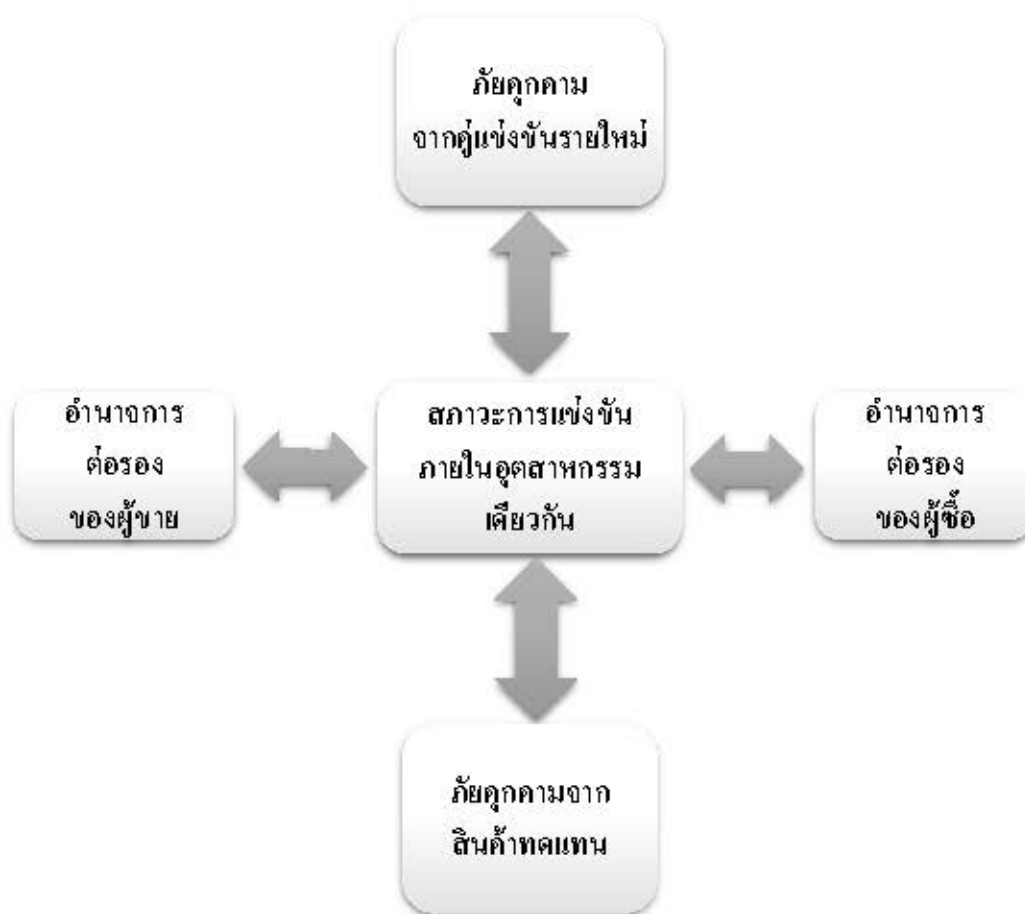 ภัยคุกคาม
จากคู่แข่งขันรายใหม่
อำนาจการ
ต่อรอง
ของผู้ขาย
สภาวะการแข่งขัน
ภายในอุตสาหกรรม
เดียวกัน
อำนาจการ
ต่อรอง
ของผู้ซื้อ
ภัยคุกคามจาก
สินค้าทดแทน